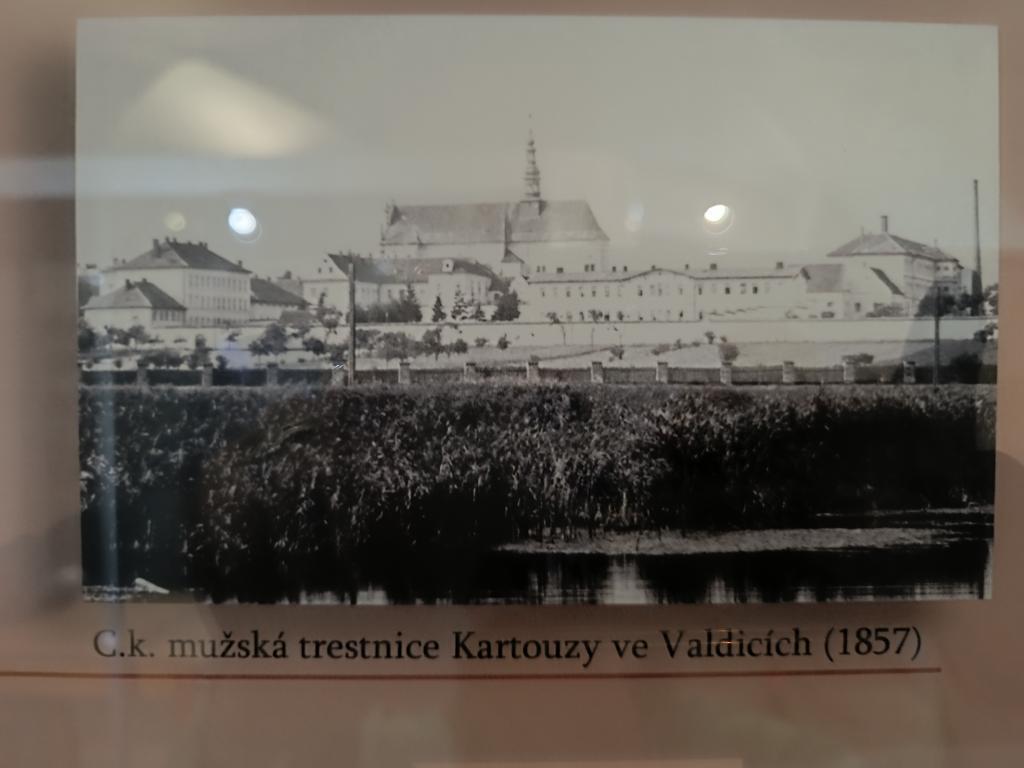 C.k. mužská trestnice Kartouzy ve Valdicích (1857)